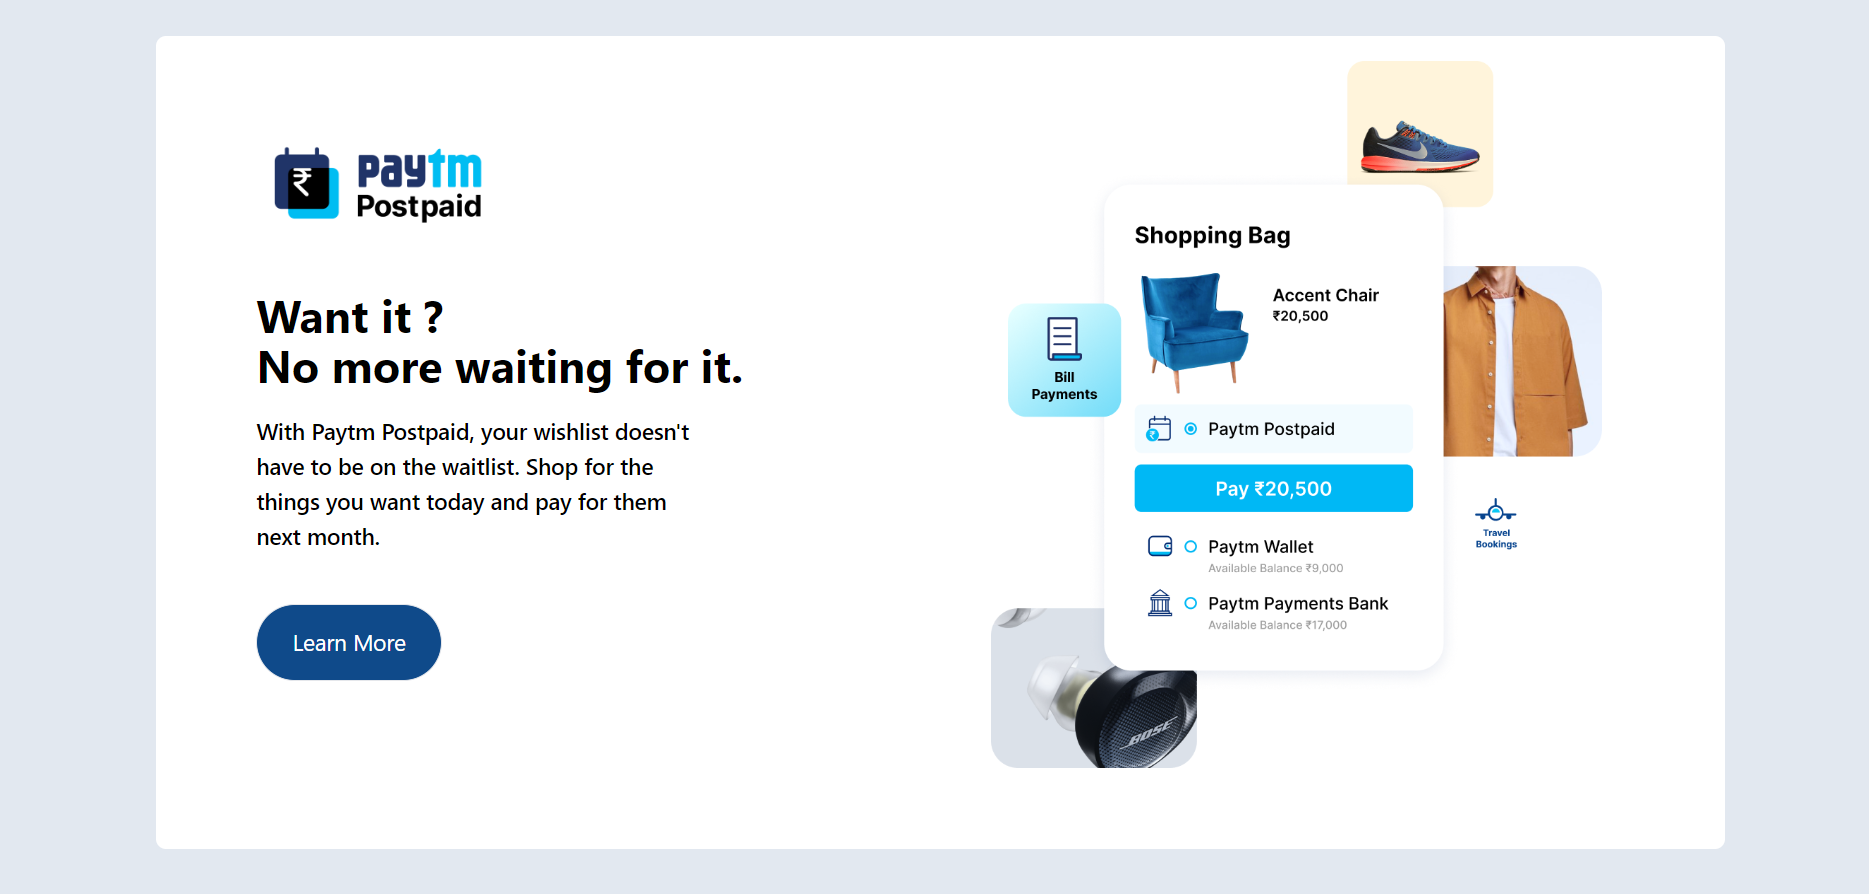 ₹
paytm
Postpaid
Want it ?
No more waiting for it.
With Paytm Postpaid, your wishlist doesn't
have to be on the waitlist. Shop for the
things you want today and pay for them
next month.
Learn More
Bill
Payments
Shopping Bag
Accent Chair
₹20,500
₹
Paytm Postpaid
Pay ₹20,500
Paytm Wallet
Available Balance ₹9,000
Paytm Payments Bank
Available Balance ₹17,000
Travel
Bookings
BOSE